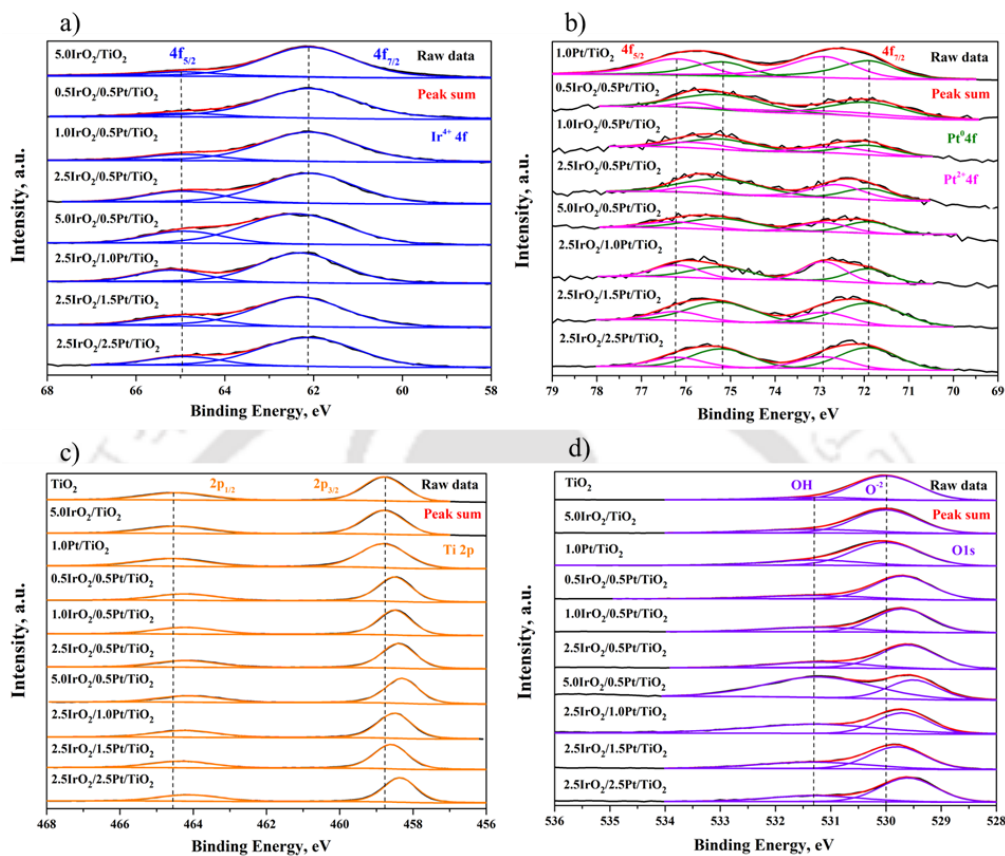 a)
5.0IrO₂/TiO₂
4f₅/₂
4f₇/₂
Raw data
0.5IrO₂/0.5Pt/TiO₂
Peak sum
1.0IrO₂/0.5Pt/TiO₂
Ir⁴⁺ 4f
2.5IrO₂/0.5Pt/TiO₂
5.0IrO₂/0.5Pt/TiO₂
2.5IrO₂/1.0Pt/TiO₂
2.5IrO₂/1.5Pt/TiO₂
2.5IrO₂/2.5Pt/TiO₂
Intensity, a.u.
68 66 64 62 60 58
Binding Energy, eV
b)
1.0Pt/TiO₂
4f₅/₂
4f₇/₂
Raw data
0.5IrO₂/0.5Pt/TiO₂
Peak sum
1.0IrO₂/0.5Pt/TiO₂
Pt⁰4f
2.5IrO₂/0.5Pt/TiO₂
Pt²⁺4f
5.0IrO₂/0.5Pt/TiO₂
2.5IrO₂/1.0Pt/TiO₂
2.5IrO₂/1.5Pt/TiO₂
2.5IrO₂/2.5Pt/TiO₂
Intensity, a.u.
79 78 77 76 75 74 73 72 71 70 69
Binding Energy, eV
c)
TiO₂
2p₁/₂
2p₃/₂
Raw data
5.0IrO₂/TiO₂
Peak sum
1.0Pt/TiO₂
Ti 2p
0.5IrO₂/0.5Pt/TiO₂
1.0IrO₂/0.5Pt/TiO₂
2.5IrO₂/0.5Pt/TiO₂
5.0IrO₂/0.5Pt/TiO₂
2.5IrO₂/1.0Pt/TiO₂
2.5IrO₂/1.5Pt/TiO₂
2.5IrO₂/2.5Pt/TiO₂
Intensity, a.u.
468 466 464 462 460 458 456
Binding Energy, eV
d)
TiO₂
OH
O⁻²
Raw data
5.0IrO₂/TiO₂
Peak sum
1.0Pt/TiO₂
O1s
0.5IrO₂/0.5Pt/TiO₂
1.0IrO₂/0.5Pt/TiO₂
2.5IrO₂/0.5Pt/TiO₂
5.0IrO₂/0.5Pt/TiO₂
2.5IrO₂/1.0Pt/TiO₂
2.5IrO₂/1.5Pt/TiO₂
2.5IrO₂/2.5Pt/TiO₂
Intensity, a.u.
536 535 534 533 532 531 530 529 528
Binding Energy, eV